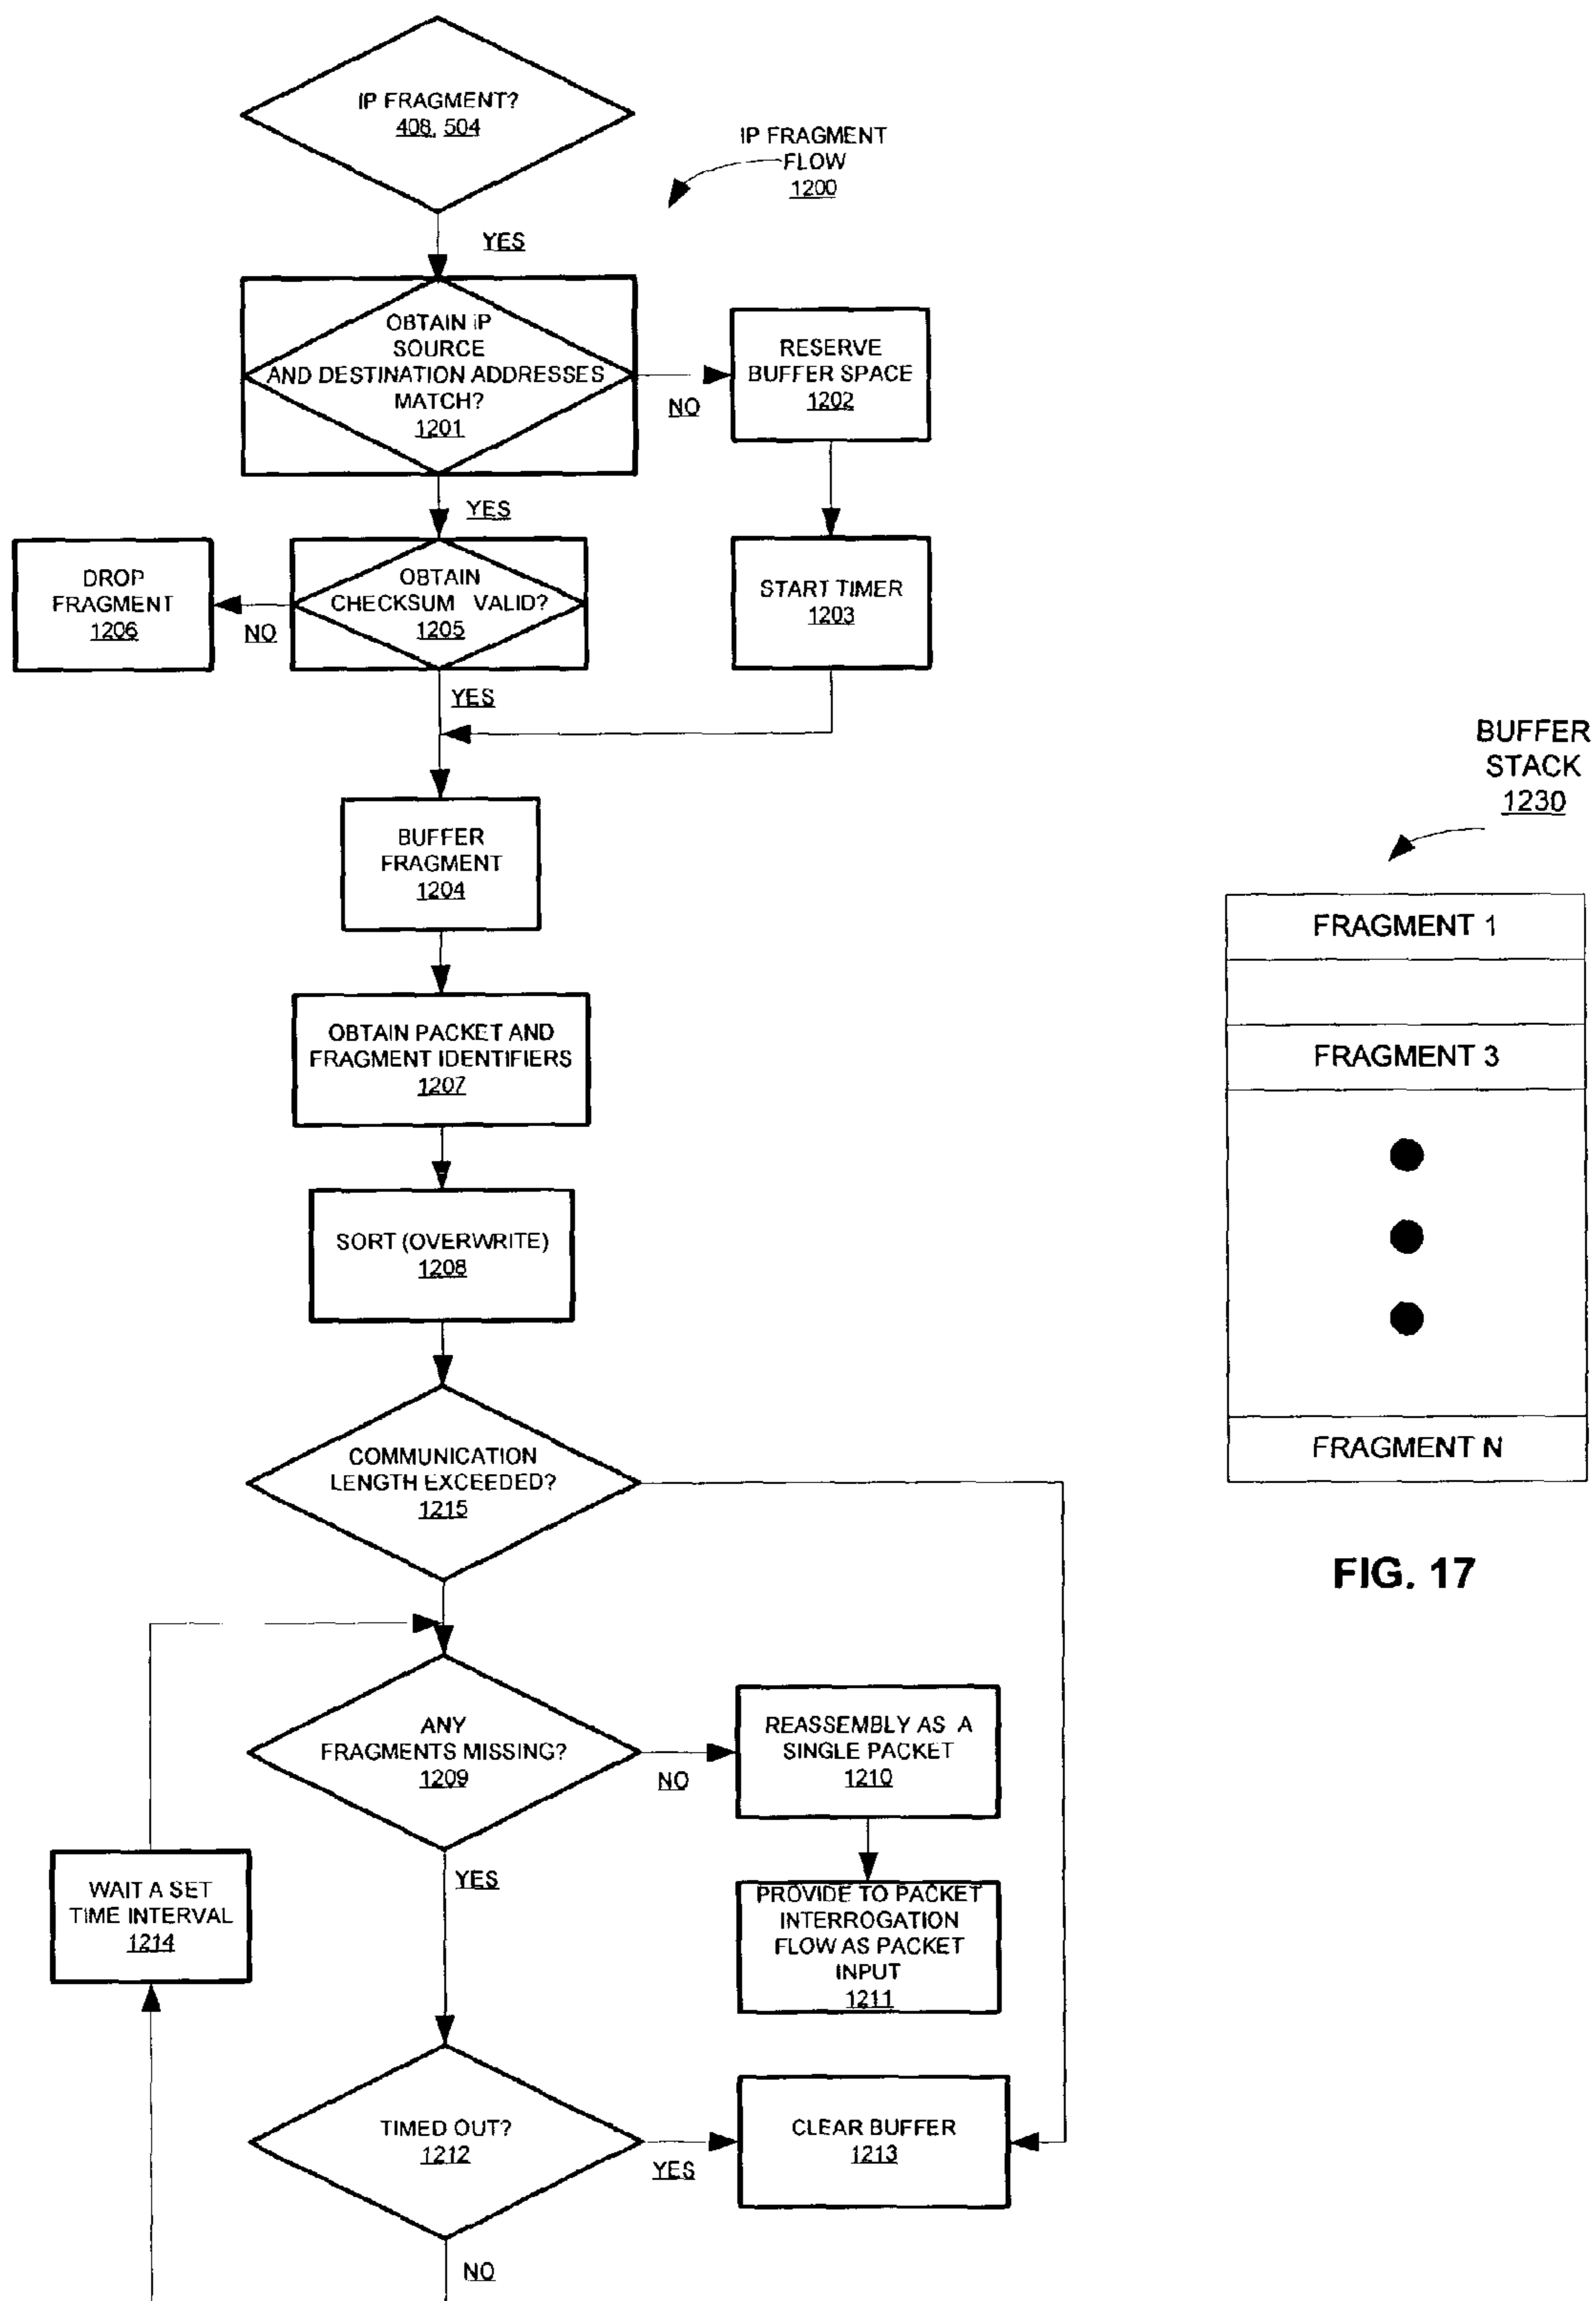 IP FRAGMENT?
408, 504
IP FRAGMENT
FLOW
1200
YES
OBTAIN IP
SOURCE
AND DESTINATION ADDRESSES
MATCH?
1201
NO
RESERVE
BUFFER SPACE
1202
YES
DROP
FRAGMENT
1206
NO
OBTAIN
CHECKSUM VALID?
1205
START TIMER
1203
YES
BUFFER
FRAGMENT
1204
OBTAIN PACKET AND
FRAGMENT IDENTIFIERS
1207
SORT (OVERWRITE)
1208
COMMUNICATION
LENGTH EXCEEDED?
1215
ANY
FRAGMENTS MISSING?
1209
NO
REASSEMBLY AS A
SINGLE PACKET
1210
YES
WAIT A SET
TIME INTERVAL
1214
PROVIDE TO PACKET
INTERROGATION
FLOW AS PACKET
INPUT
1211
TIMED OUT?
1212
YES
CLEAR BUFFER
1213
NO
BUFFER
STACK
1230
FRAGMENT 1
FRAGMENT 3
FRAGMENT N
FIG. 17